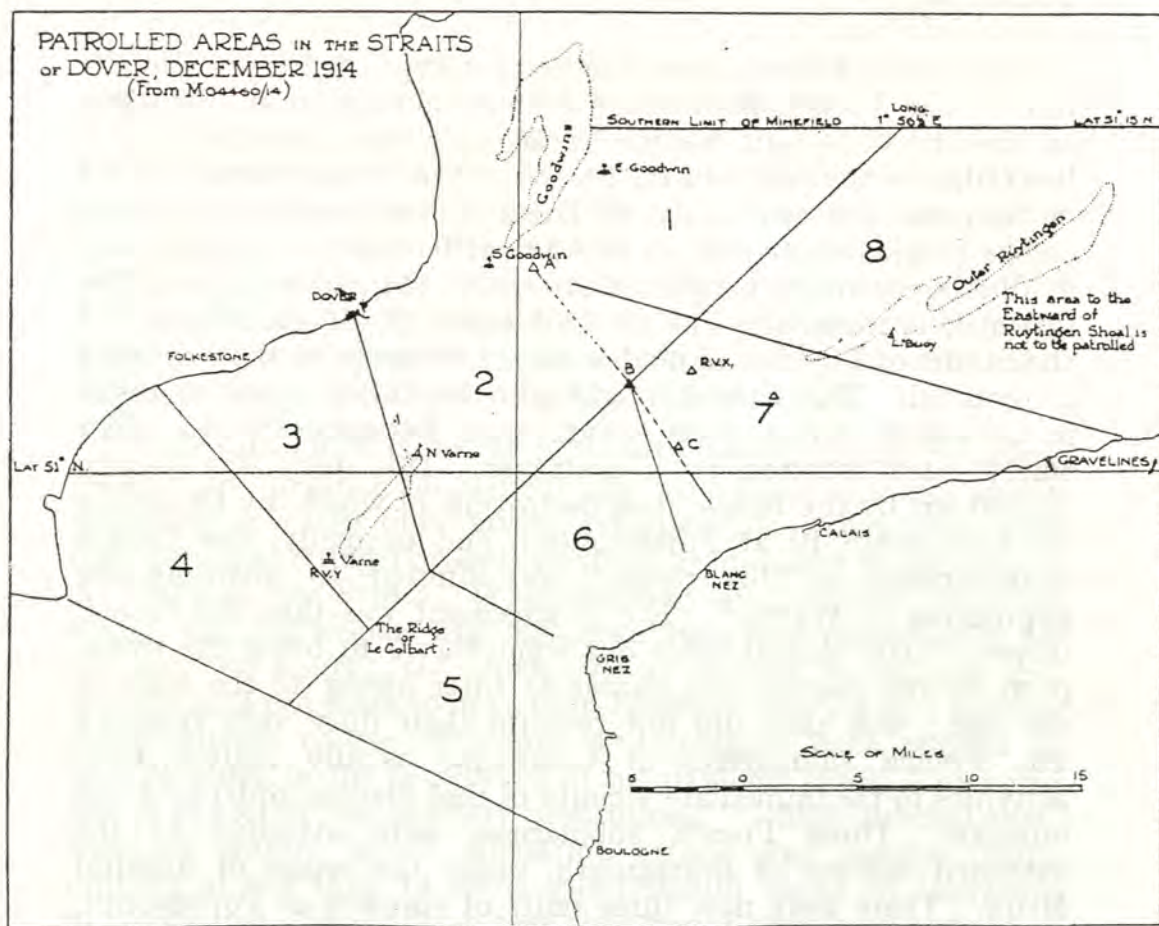 PATROLLED AREAS IN THE STRAITS
OF DOVER, DECEMBER 1914
(From M04460/14)
SOUTHERN LIMIT OF MINEFIELD
LONG.
1° 50½' E
LAT 51° 15 N
Goodwins
E. Goodwin
1
8
Outer Ruytingen
S Goodwin
A
This area to the
Eastward of
Ruytingen Shoal is
not to be patrolled
DOVER
L. Buoy
FOLKESTONE
2
B
R.V.X.
7
3
N Varne
C
LAT 51° N.
GRAVELINES
4
Varne
R.V.Y
6
CALAIS
BLANC
NEZ
The Ridge
or
Le Colbart
5
GRIS
NEZ
SCALE OF MILES
5 0 5 10 15
BOULOGNE